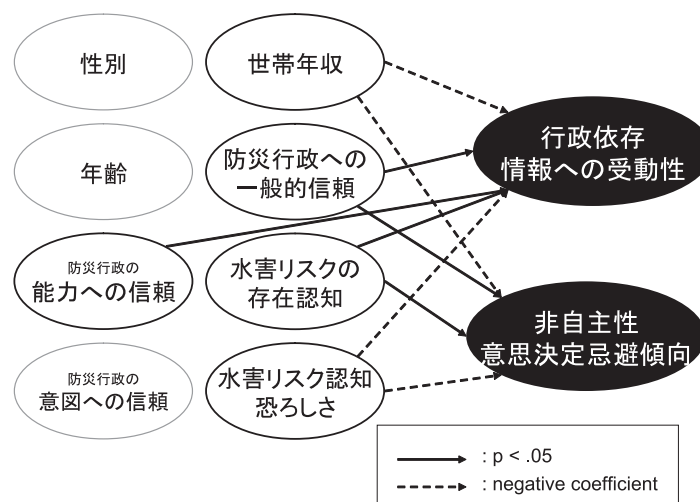 性別
世帯年収
行政依存
情報への受動性
年齢
防災行政への
一般的信頼
防災行政の
能力への信頼
水害リスクの
存在認知
非自主性
意思決定忌避傾向
防災行政の
意図への信頼
水害リスク認知
恐ろしさ
: p < .05
: negative coefficient